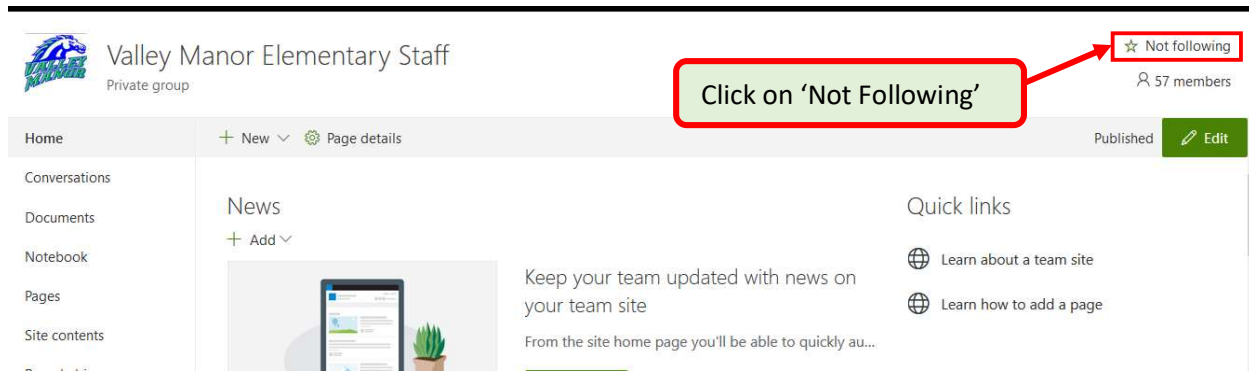 VALLEY
MANOR
Valley Manor Elementary Staff
Private group
Not following
57 members
Click on ‘Not Following’
Home
New
Page details
Published
Edit
Conversations
Documents
Notebook
Pages
Site contents
News
Add
Keep your team updated with news on
your team site
From the site home page you'll be able to quickly au...
Quick links
Learn about a team site
Learn how to add a page